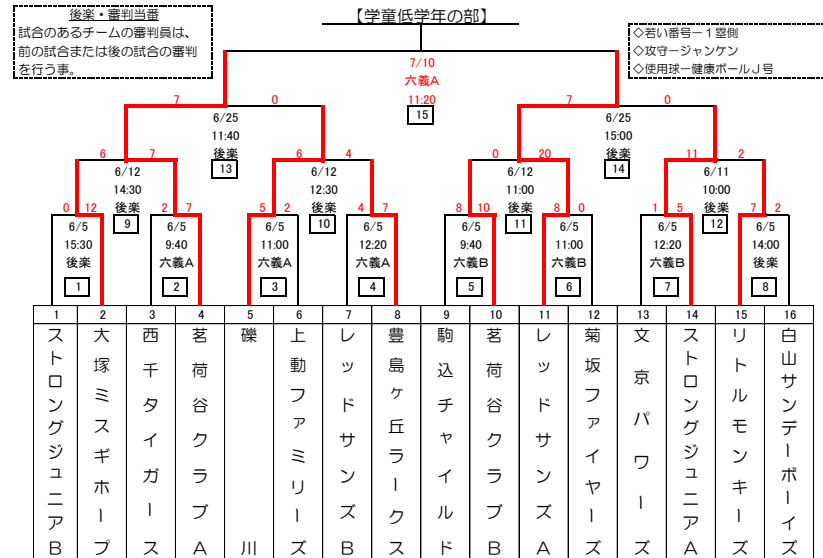 後楽・審判当番
試合のあるチームの審判員は、
前の試合または後の試合の審判
を行う事。
【学童低学年の部】
◇若い番号－１塁側
◇攻守－ジャンケン
◇使用球－健康ボールＪ号
7/10
六義A
11:20
15
7 0
6/25
11:40
後楽
13
7 0
6/25
15:00
後楽
14
6 7
6/12
14:30
後楽
9
6 4
6/12
12:30
後楽
10
0 20
6/12
11:00
後楽
11
11 2
6/11
10:00
後楽
12
0 12
6/5
15:30
後楽
1
2 7
6/5
9:40
六義A
2
5 2
6/5
11:00
六義A
3
4 7
6/5
12:20
六義A
4
8 10
6/5
9:40
六義B
5
8 0
6/5
11:00
六義B
6
1 5
6/5
12:20
六義B
7
7 2
6/5
14:00
後楽
8
1 2 3 4 5 6 7 8 9 10 11 12 13 14 15 16
ストロングジュニアB
大塚ミスギホープ
西千タイガース
茗荷谷クラブA
礫川
上動ファミリーズ
レッドサンズB
豊島ヶ丘ラークス
駒込チャイルド
茗荷谷クラブB
レッドサンズA
菊坂ファイヤーズ
文京パワーズ
ストロングジュニアA
リトルモンキーズ
白山サンデーボーイズ